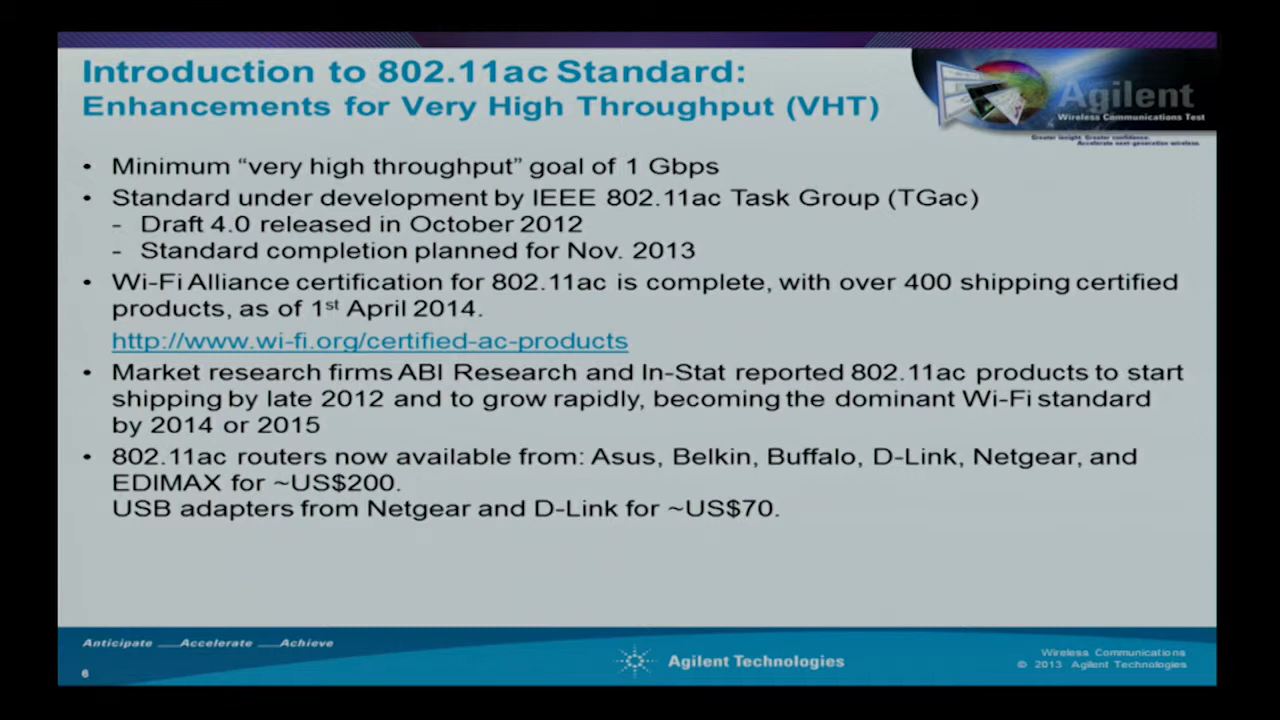 Introduction to 802.11ac Standard:
Enhancements for Very High Throughput (VHT)
Agilent
Wireless Communications Test
Greater insight. Greater confidence.
Accelerate next-generation wireless.
• Minimum “very high throughput” goal of 1 Gbps
• Standard under development by IEEE 802.11ac Task Group (TGac)
- Draft 4.0 released in October 2012
- Standard completion planned for Nov. 2013
• Wi-Fi Alliance certification for 802.11ac is complete, with over 400 shipping certified
products, as of 1st April 2014.
http://www.wi-fi.org/certified-ac-products
• Market research firms ABI Research and In-Stat reported 802.11ac products to start
shipping by late 2012 and to grow rapidly, becoming the dominant Wi-Fi standard
by 2014 or 2015
• 802.11ac routers now available from: Asus, Belkin, Buffalo, D-Link, Netgear, and
EDIMAX for ~US$200.
USB adapters from Netgear and D-Link for ~US$70.
Anticipate ___Accelerate ___Achieve
6
Agilent Technologies
Wireless Communications
© 2013 Agilent Technologies